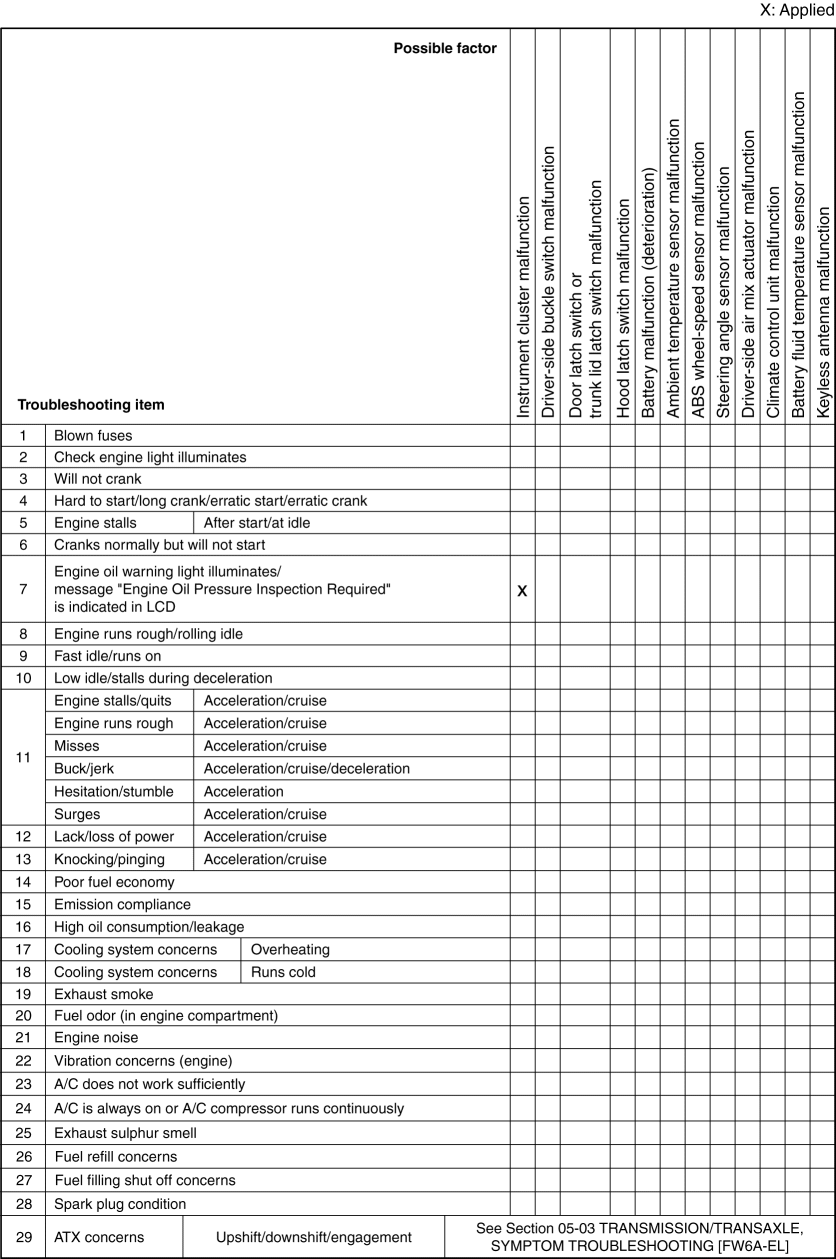 X: Applied
Possible factor
Troubleshooting item
Instrument cluster malfunction
Driver-side buckle switch malfunction
Door latch switch or
trunk lid latch switch malfunction
Hood latch switch malfunction
Battery malfunction (deterioration)
Ambient temperature sensor malfunction
ABS wheel-speed sensor malfunction
Steering angle sensor malfunction
Driver-side air mix actuator malfunction
Climate control unit malfunction
Battery fluid temperature sensor malfunction
Keyless antenna malfunction
1 Blown fuses
2 Check engine light illuminates
3 Will not crank
4 Hard to start/long crank/erratic start/erratic crank
5 Engine stalls After start/at idle
6 Cranks normally but will not start
7 Engine oil warning light illuminates/
message "Engine Oil Pressure Inspection Required" X
is indicated in LCD
8 Engine runs rough/rolling idle
9 Fast idle/runs on
10 Low idle/stalls during deceleration
11 Engine stalls/quits Acceleration/cruise
Engine runs rough Acceleration/cruise
Misses Acceleration/cruise
Buck/jerk Acceleration/cruise/deceleration
Hesitation/stumble Acceleration
Surges Acceleration/cruise
12 Lack/loss of power Acceleration/cruise
13 Knocking/pinging Acceleration/cruise
14 Poor fuel economy
15 Emission compliance
16 High oil consumption/leakage
17 Cooling system concerns Overheating
18 Cooling system concerns Runs cold
19 Exhaust smoke
20 Fuel odor (in engine compartment)
21 Engine noise
22 Vibration concerns (engine)
23 A/C does not work sufficiently
24 A/C is always on or A/C compressor runs continuously
25 Exhaust sulphur smell
26 Fuel refill concerns
27 Fuel filling shut off concerns
28 Spark plug condition
29 ATX concerns Upshift/downshift/engagement See Section 05-03 TRANSMISSION/TRANSAXLE,
SYMPTOM TROUBLESHOOTING [FW6A-EL]